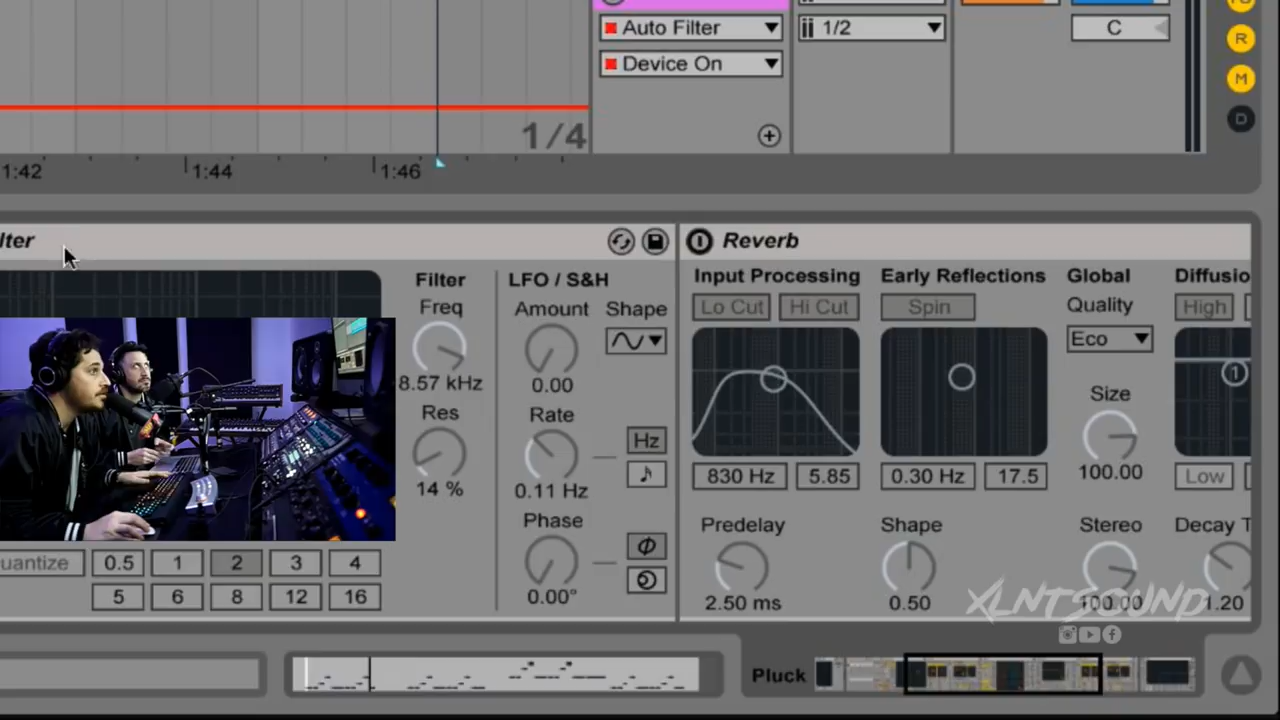 Auto Filter
1/2
C
S
R
Device On
M
D
1/4
1:42
1:44
1:46
lter
Reverb
Filter
LFO / S&H
Input Processing
Early Reflections
Global
Diffusio
Freq
Amount
Shape
Lo Cut
Hi Cut
Spin
Quality
High
Eco
1
8.57 kHz
0.00
Res
Rate
Size
Hz
14 %
0.11 Hz
830 Hz
5.85
0.30 Hz
17.5
100.00
Low
Phase
Predelay
Shape
Stereo
Decay T
uantize
0.5
1
2
3
4
5
6
8
12
16
0.00°
2.50 ms
0.50
100.00
1.20
XLNTSOUND
Pluck